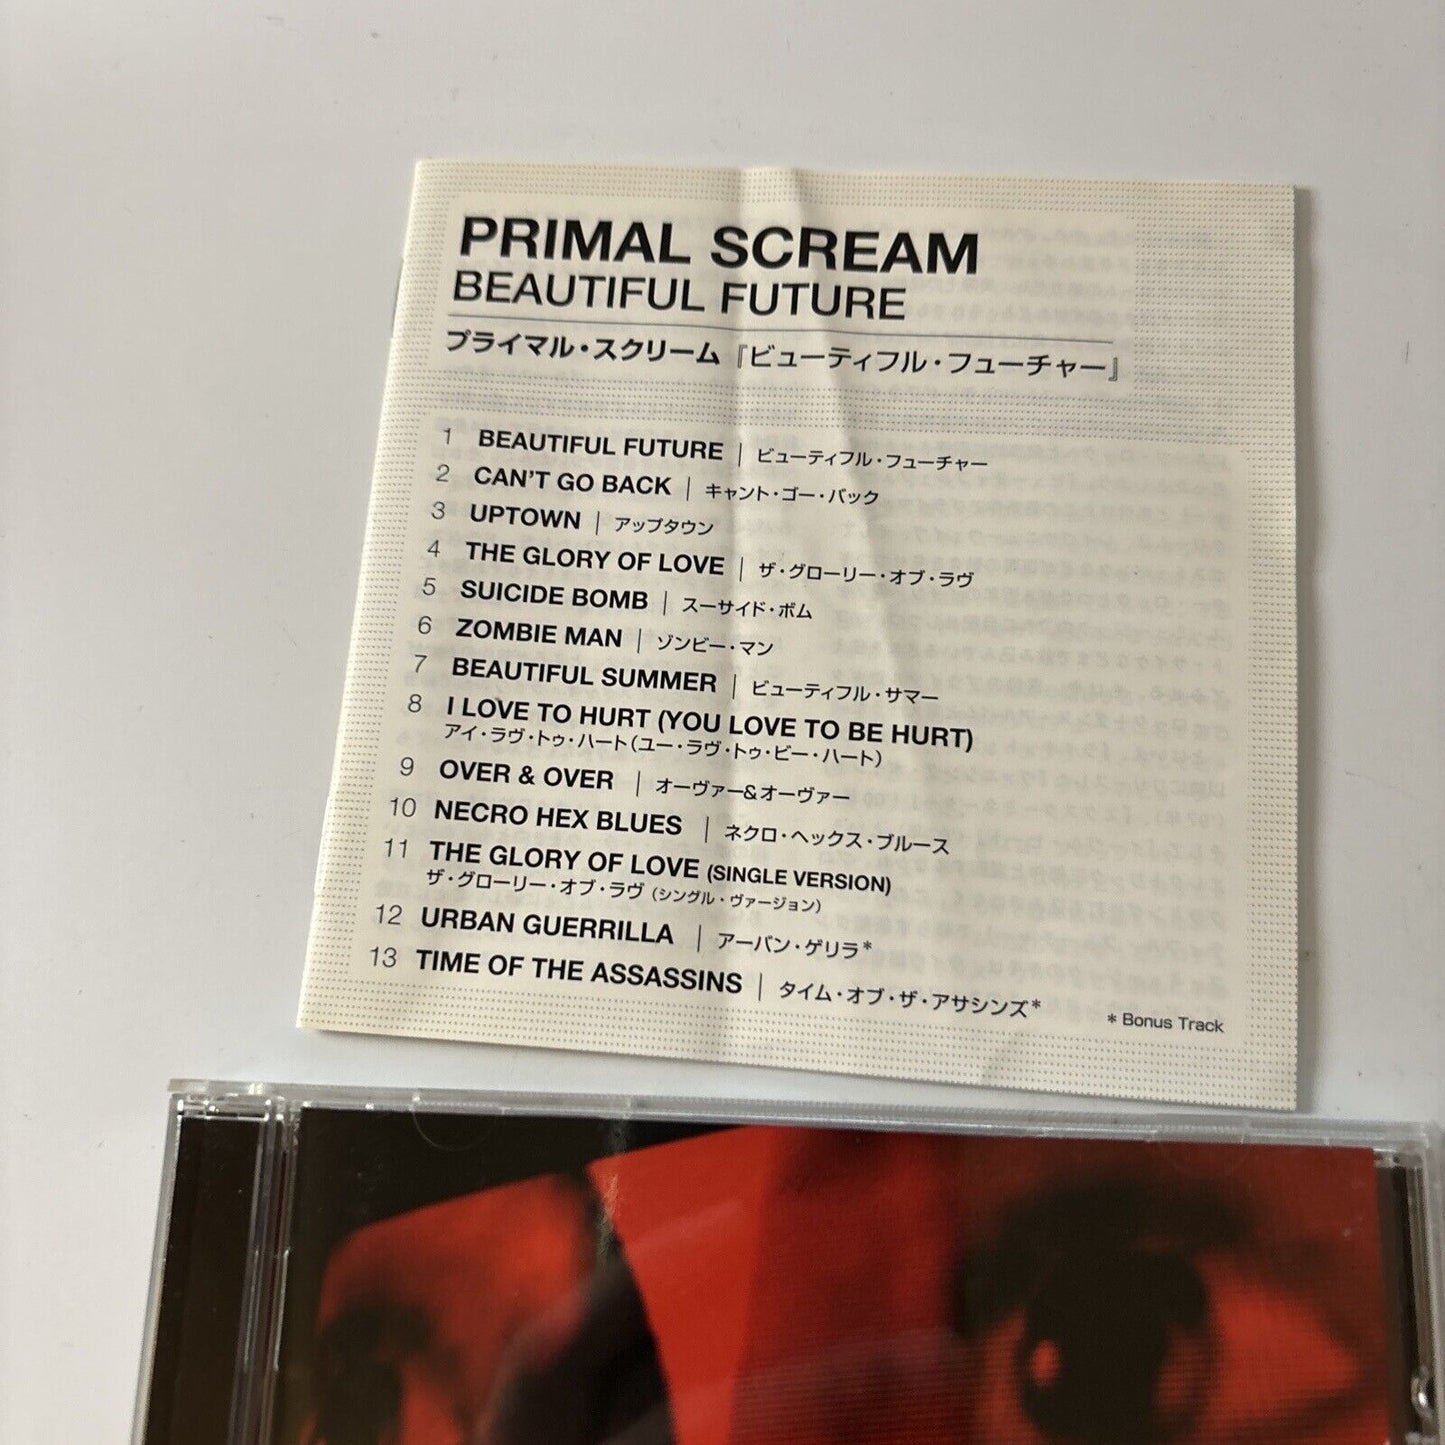 PRIMAL SCREAM
BEAUTIFUL FUTURE
プライマル・スクリーム『ビューティフル・フューチャー』
1 BEAUTIFUL FUTURE | ビューティフル・フューチャー
2 CAN'T GO BACK | キャント・ゴー・バック
3 UPTOWN | アップタウン
4 THE GLORY OF LOVE | ザ・グローリー・オブ・ラヴ
5 SUICIDE BOMB | スーサイド・ボム
6 ZOMBIE MAN | ゾンビー・マン
7 BEAUTIFUL SUMMER | ビューティフル・サマー
8 I LOVE TO HURT (YOU LOVE TO BE HURT)
アイ・ラヴ・トゥ・ハート（ユー・ラヴ・トゥ・ビー・ハート）
9 OVER & OVER | オーヴァー&オーヴァー
10 NECRO HEX BLUES | ネクロ・ヘックス・ブルース
11 THE GLORY OF LOVE (SINGLE VERSION)
ザ・グローリー・オブ・ラヴ（シングル・ヴァージョン）
12 URBAN GUERRILLA | アーバン・ゲリラ*
13 TIME OF THE ASSASSINS | タイム・オブ・ザ・アサシンズ*
* Bonus Track